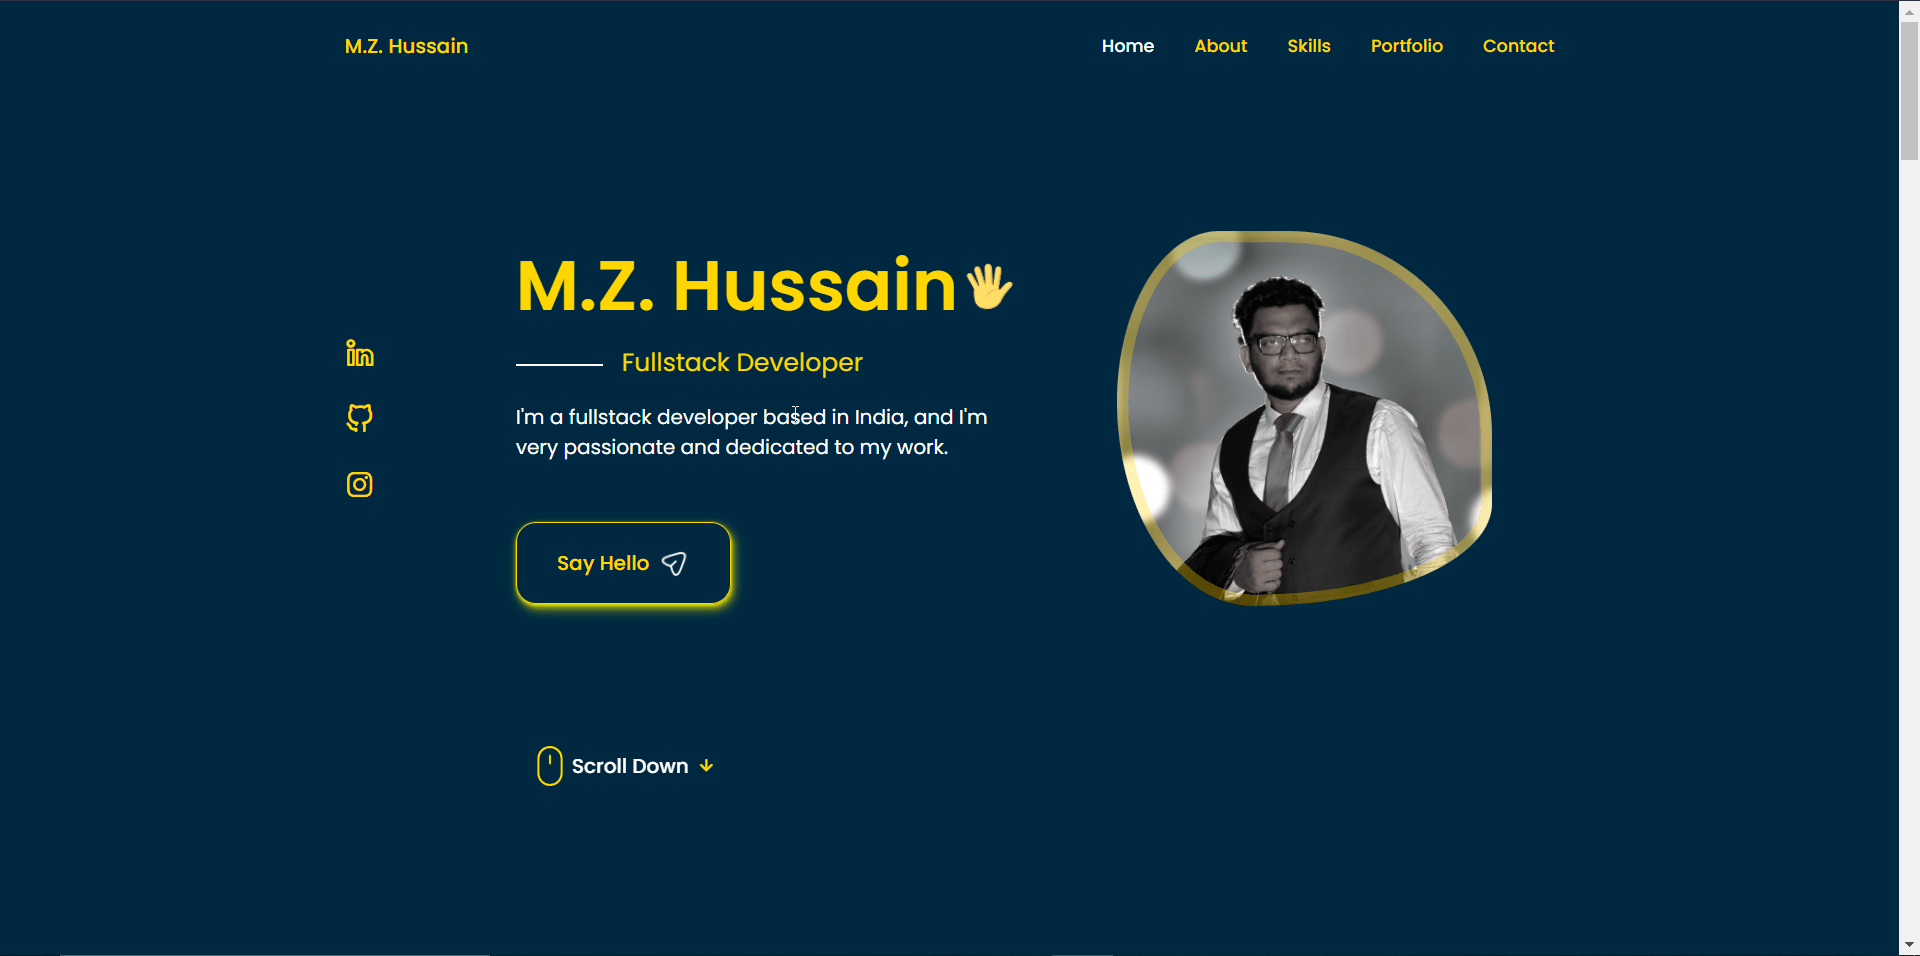 M.Z. Hussain
Home About Skills Portfolio Contact
M.Z. Hussain
Fullstack Developer
I'm a fullstack developer based in India, and I'm
very passionate and dedicated to my work.
Say Hello
Scroll Down